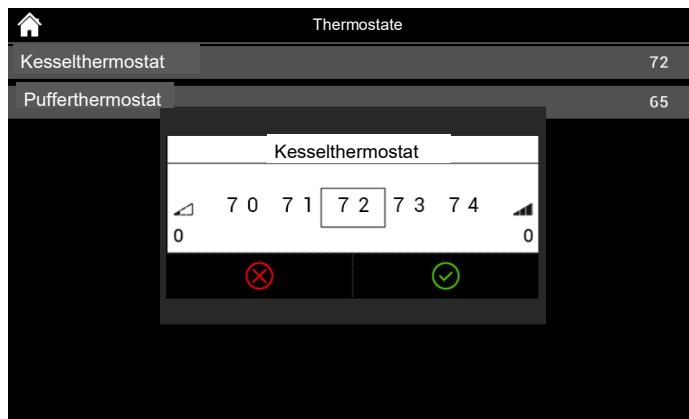 Thermostate
Kesselthermostat 72
Pufferthermostat 65
Kesselthermostat
70 71 72 73 74
0 0